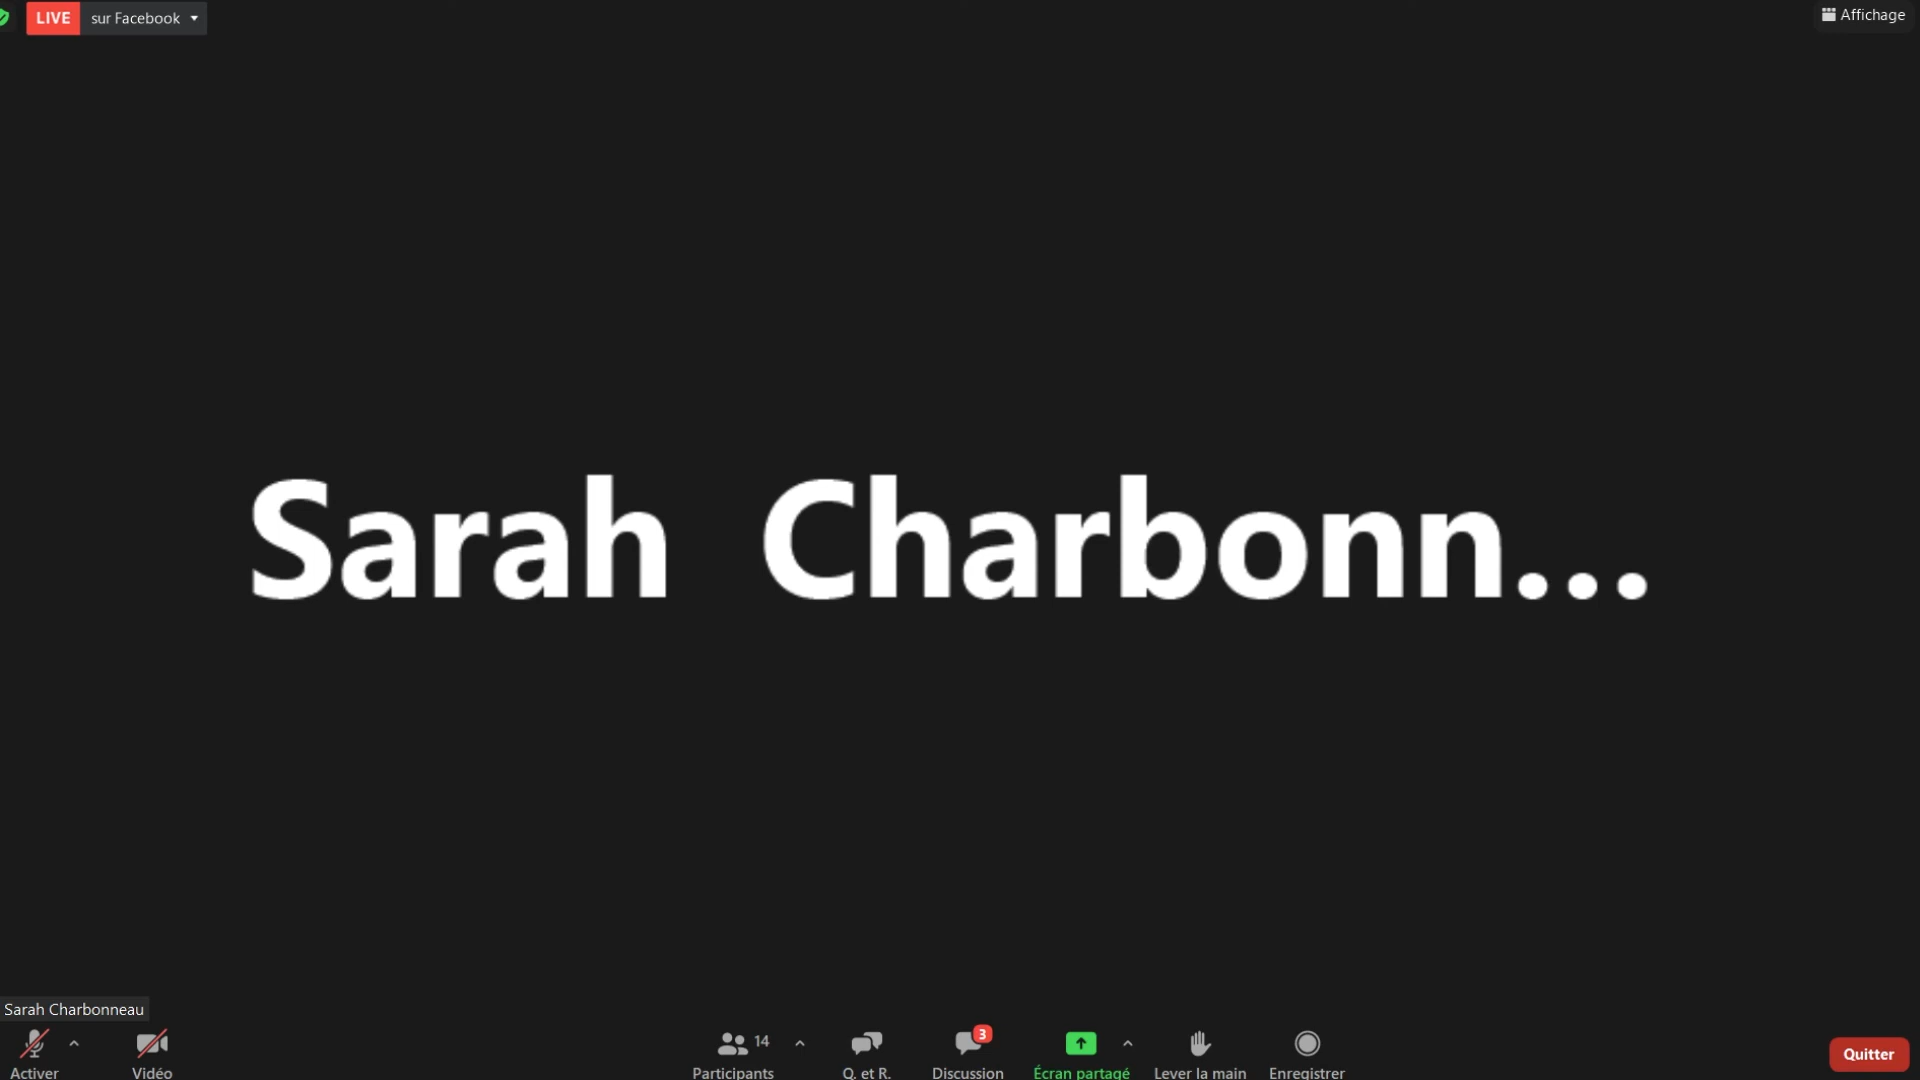 LIVE sur Facebook
Affichage
Sarah Charbonn...
Sarah Charbonneau
14
3
Activer
Vidéo
Participants
Q. et R.
Discussion
Écran partagé
Lever la main
Enregistrer
Quitter